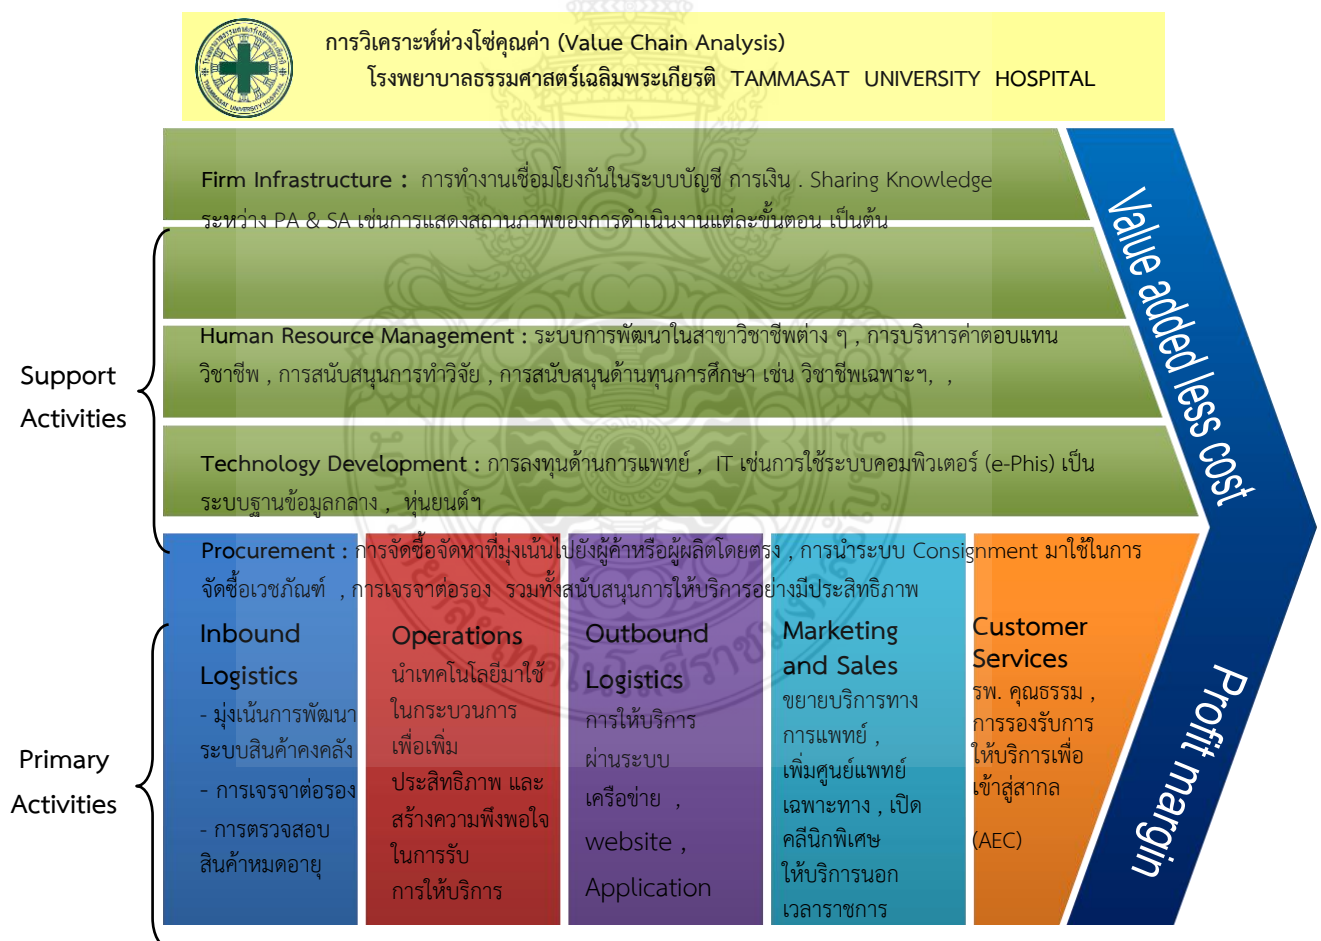 การวิเคราะห์ห่วงโซ่คุณค่า (Value Chain Analysis)
โรงพยาบาลธรรมศาสตร์เฉลิมพระเกียรติ TAMMASAT UNIVERSITY HOSPITAL
Firm Infrastructure : การทำงานเชื่อมโยงกันในระบบบัญชี การเงิน . Sharing Knowledge
ระหว่าง PA & SA เช่นการแสดงสถานภาพของการดำเนินงานแต่ละขั้นตอน เป็นต้น
Human Resource Management : ระบบการพัฒนาในสาขาวิชาชีพต่าง ๆ , การบริหารค่าตอบแทน
วิชาชีพ , การสนับสนุนการทำวิจัย , การสนับสนุนด้านทุนการศึกษา เช่น วิชาชีพเฉพาะฯ, ,
Technology Development : การลงทุนด้านการแพทย์ , IT เช่นการใช้ระบบคอมพิวเตอร์ (e-Phis) เป็น
ระบบฐานข้อมูลกลาง , หุ่นยนต์ฯ
Procurement : การจัดซื้อจัดหาที่มุ่งเน้นไปยังผู้ค้าหรือผู้ผลิตโดยตรง , การนำระบบ Consignment มาใช้ในการ
จัดซื้อเวชภัณฑ์ , การเจรจาต่อรอง รวมทั้งสนับสนุนการให้บริการอย่างมีประสิทธิภาพ
Support
Activities
Primary
Activities
Inbound
Logistics
- มุ่งเน้นการพัฒนา
ระบบสินค้าคงคลัง
- การเจรจาต่อรอง
- การตรวจสอบ
สินค้าหมดอายุ
Operations
นำเทคโนโลยีมาใช้
ในกระบวนการ
เพื่อเพิ่ม
ประสิทธิภาพ และ
สร้างความพึงพอใจ
ในการรับ
การให้บริการ
Outbound
Logistics
การให้บริการ
ผ่านระบบ
เครือข่าย ,
website ,
Application
Marketing
and Sales
ขยายบริการทาง
การแพทย์ ,
เพิ่มศูนย์แพทย์
เฉพาะทาง , เปิด
คลีนิกพิเศษ
ให้บริการนอก
เวลาราชการ
Customer
Services
รพ. คุณธรรม ,
การรองรับการ
ให้บริการเพื่อ
เข้าสู่สากล
(AEC)
Value added less cost
Profit margin